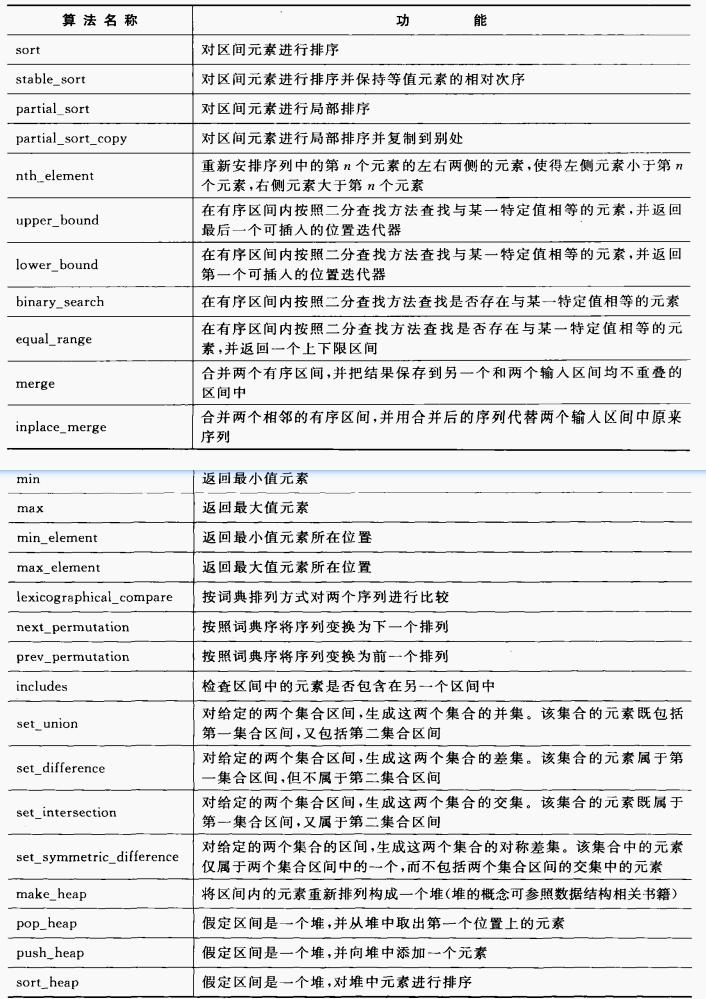 算法名称 功能
sort 对区间元素进行排序
stable_sort 对区间元素进行排序并保持等值元素的相对次序
partial_sort 对区间元素进行局部排序
partial_sort_copy 对区间元素进行局部排序并复制到别处
nth_element 重新安排序列中的第 n 个元素的左右两侧的元素,使得左侧元素小于第 n
个元素,右侧元素大于第 n 个元素
upper_bound 在有序区间内按照二分查找方法查找与某一特定值相等的元素,并返回
最后一个可插入的位置迭代器
lower_bound 在有序区间内按照二分查找方法查找与某一特定值相等的元素,并返回
第一个可插入的位置迭代器
binary_search 在有序区间内按照二分查找方法查找是否存在与某一特定值相等的元素
equal_range 在有序区间内按照二分查找方法查找是否存在与某一特定值相等的元
素,并返回一个上下限区间
merge 合并两个有序区间,并把结果保存到另一个和两个输入区间均不重叠的
区间中
inplace_merge 合并两个相邻的有序区间,并用合并后的序列代替两个输入区间中原来
序列
min 返回最小值元素
max 返回最大值元素
min_element 返回最小值元素所在位置
max_element 返回最大值元素所在位置
lexicographical_compare 按词典排列方式对两个序列进行比较
next_permutation 按照词典序将序列变换为下一个排列
prev_permutation 按照词典序将序列变换为前一个排列
includes 检查区间中的元素是否包含在另一个区间中
set_union 对给定的两个集合区间,生成这两个集合的并集。该集合的元素既包括
第一集合区间,又包括第二集合区间
set_difference 对给定的两个集合区间,生成这两个集合的差集。该集合的元素属于第
一集合区间,但不属于第二集合区间
set_intersection 对给定的两个集合区间,生成这两个集合的交集。该集合的元素既属于
第一集合区间,又属于第二集合区间
set_symmetric_difference 对给定的两个集合的区间,生成这两个集合的对称差集。该集合中的元素
仅属于两个集合区间中的一个,而不包括两个集合区间的交集中的元素
make_heap 将区间内的元素重新排列构成一个堆(堆的概念可参照数据结构相关书籍)
pop_heap 假定区间是一个堆,并从堆中取出第一个位置上的元素
push_heap 假定区间是一个堆,并向堆中添加一个元素
sort_heap 假定区间是一个堆,对堆中元素进行排序